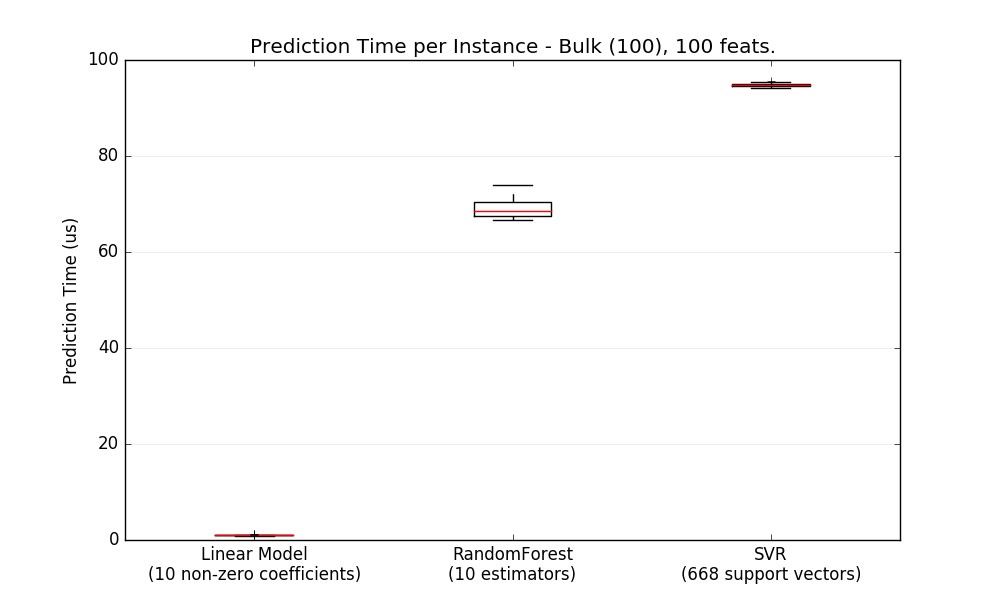 Prediction Time per Instance - Bulk (100), 100 feats.
100
80
60
40
20
0
Prediction Time (us)
Linear Model
(10 non-zero coefficients)
RandomForest
(10 estimators)
SVR
(668 support vectors)